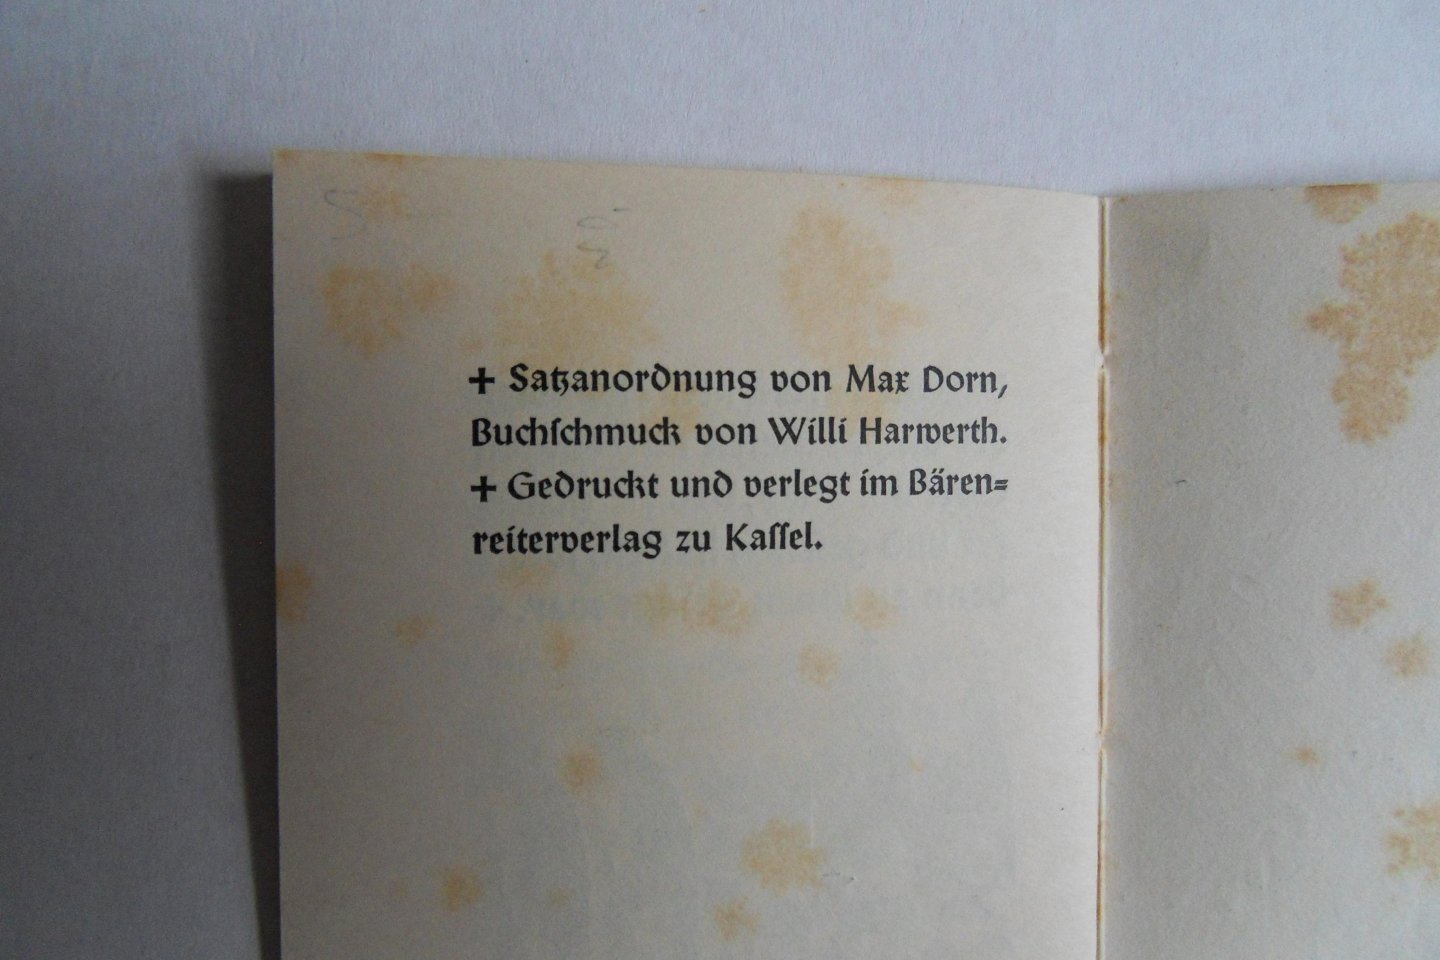 + Satzanordnung von Max Dorn,
Buchſchmuck von Willi Harwerth.
+ Gedruckt und verlegt im Bären=
reiterverlag zu Kaſſel.